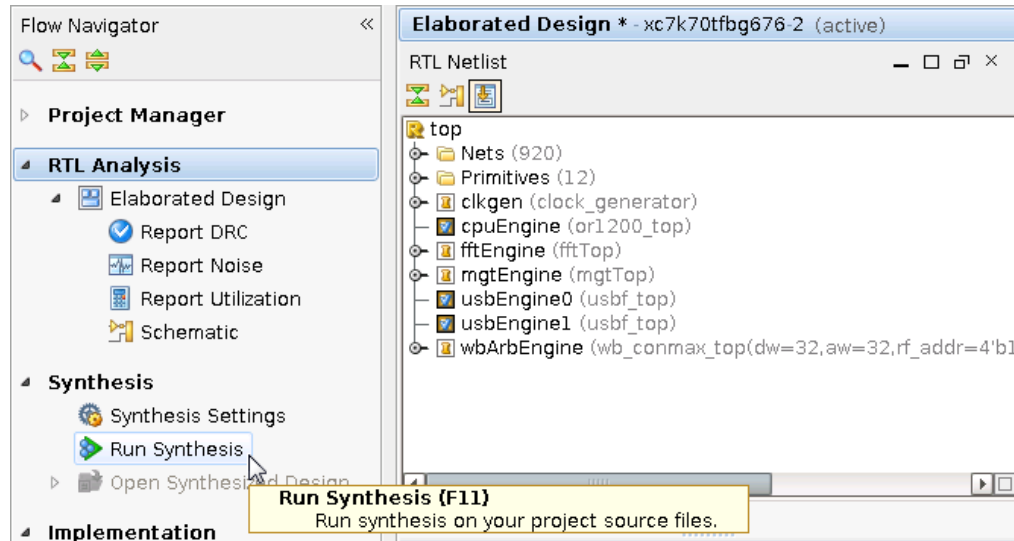 Flow Navigator
Project Manager
RTL Analysis
Elaborated Design
Report DRC
Report Noise
Report Utilization
Schematic
Synthesis
Synthesis Settings
Run Synthesis
Open Synthesized Design
Implementation
Elaborated Design * - xc7k70tfbg676-2 (active)
RTL Netlist
top
Nets (920)
Primitives (12)
clkgen (clock_generator)
cpuEngine (or1200_top)
fftEngine (fftTop)
mgtEngine (mgtTop)
usbEngine0 (usbf_top)
usbEngine1 (usbf_top)
wbArbEngine (wb_conmax_top(dw=32,aw=32,rf_addr=4'b1
Run Synthesis (F11)
Run synthesis on your project source files.